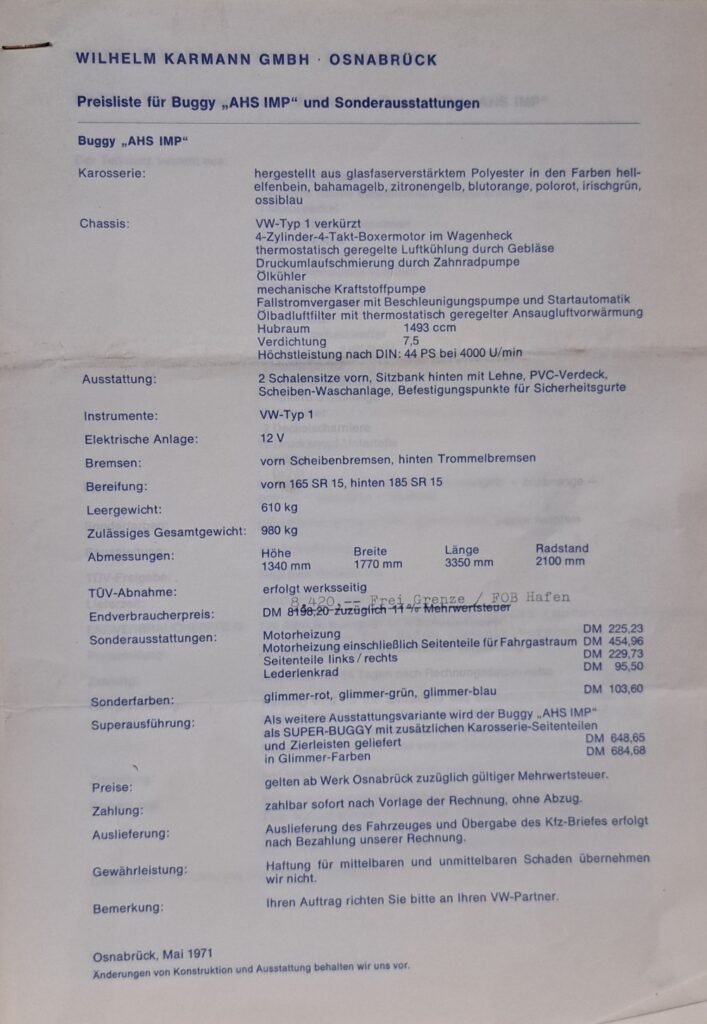 WILHELM KARMANN GMBH · OSNABRÜCK
Preisliste für Buggy „AHS IMP“ und Sonderausstattungen
Buggy „AHS IMP“
Karosserie: hergestellt aus glasfaserverstärktem Polyester in den Farben hell-
elfenbein, bahamagelb, zitronengelb, blutorange, polorot, irischgrün,
ossiblau
Chassis: VW-Typ 1 verkürzt
4-Zylinder-4-Takt-Boxermotor im Wagenheck
thermostatisch geregelte Luftkühlung durch Gebläse
Druckumlaufschmierung durch Zahnradpumpe
Ölkühler
mechanische Kraftstoffpumpe
Fallstromvergaser mit Beschleunigungspumpe und Startautomatik
Ölbadluftfilter mit thermostatisch geregelter Ansaugluftvorwärmung
Hubraum 1493 ccm
Verdichtung 7,5
Höchstleistung nach DIN: 44 PS bei 4000 U/min
Ausstattung: 2 Schalensitze vorn, Sitzbank hinten mit Lehne, PVC-Verdeck,
Scheiben-Waschanlage, Befestigungspunkte für Sicherheitsgurte
Instrumente: VW-Typ 1
Elektrische Anlage: 12 V
Bremsen: vorn Scheibenbremsen, hinten Trommelbremsen
Bereifung: vorn 165 SR 15, hinten 185 SR 15
Leergewicht: 610 kg
Zulässiges Gesamtgewicht: 980 kg
Abmessungen: Höhe Breite Länge Radstand
1340 mm 1770 mm 3350 mm 2100 mm
TÜV-Abnahme: erfolgt werksseitig
8.420,-- Frei Grenze / FOB Hafen
Endverbraucherpreis: DM 8198,20 zuzüglich 11 % Mehrwertsteuer
Sonderausstattungen: Motorheizung DM 225,23
Motorheizung einschließlich Seitenteile für Fahrgastraum DM 454,96
Seitenteile links / rechts DM 229,73
Lederlenkrad DM 95,50
Sonderfarben: glimmer-rot, glimmer-grün, glimmer-blau DM 103,60
Superausführung: Als weitere Ausstattungsvariante wird der Buggy „AHS IMP“
als SUPER-BUGGY mit zusätzlichen Karosserie-Seitenteilen
und Zierleisten geliefert DM 648,65
in Glimmer-Farben DM 684,68
Preise: gelten ab Werk Osnabrück zuzüglich gültiger Mehrwertsteuer.
Zahlung: zahlbar sofort nach Vorlage der Rechnung, ohne Abzug.
Auslieferung: Auslieferung des Fahrzeuges und Übergabe des Kfz-Briefes erfolgt
nach Bezahlung unserer Rechnung.
Gewährleistung: Haftung für mittelbaren und unmittelbaren Schaden übernehmen
wir nicht.
Bemerkung: Ihren Auftrag richten Sie bitte an Ihren VW-Partner.
Osnabrück, Mai 1971
Änderungen von Konstruktion und Ausstattung behalten wir uns vor.